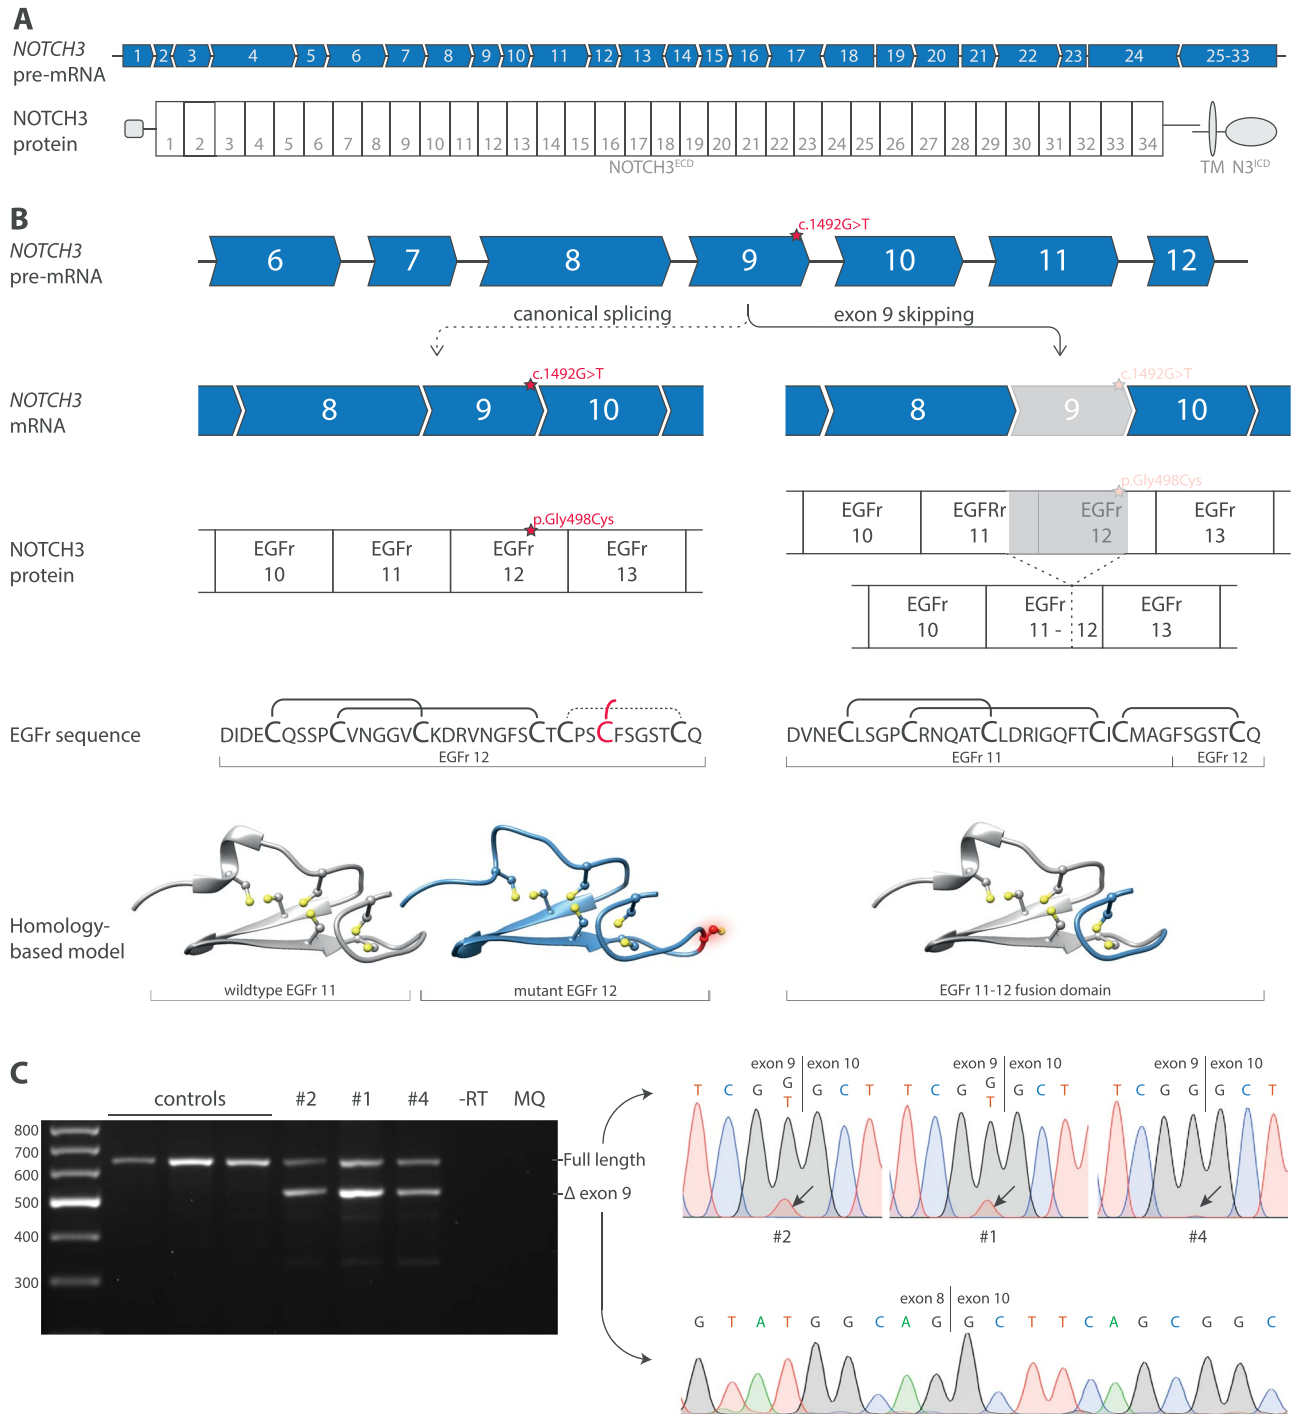 A
NOTCH3
pre-mRNA
1 2 3 4 5 6 7 8 9 10 11 12 13 14 15 16 17 18 19 20 21 22 23 24 25-33
NOTCH3
protein
1 2 3 4 5 6 7 8 9 10 11 12 13 14 15 16 17 18 19 20 21 22 23 24 25 26 27 28 29 30 31 32 33 34
NOTCH3ECD
TM N3ICD
B
NOTCH3
pre-mRNA
c.1492G>T
6 7 8 9 10 11 12
canonical splicing
exon 9 skipping
NOTCH3
mRNA
c.1492G>T
8 9 10
c.1492G>T
8 9 10
NOTCH3
protein
p.Gly498Cys
EGFr EGFr EGFr EGFr
10 11 12 13
p.Gly498Cys
EGFr EGFRr EGFr EGFr
10 11 12 13
EGFr EGFr EGFr
10 11 - 12 13
EGFr sequence
DIDECQSSPCVNGGVCKDRVNGFSCTCPSCFSGSTCQ
EGFr 12
DVNECLSGPCRNQATCLDRIGQFTCICMAGFSGSTCQ
EGFr 11 EGFr 12
Homology-
based model
wildtype EGFr 11
mutant EGFr 12
EGFr 11-12 fusion domain
C
controls #2 #1 #4 -RT MQ
800
700
600
500
400
300
Full length
Δ exon 9
exon 9 exon 10
T C G G G C T
T
#2
exon 9 exon 10
T C G G G C T
T
#1
exon 9 exon 10
T C G G G C T
#4
exon 8 exon 10
G T A T G G C A G G C T T C A G C G G C